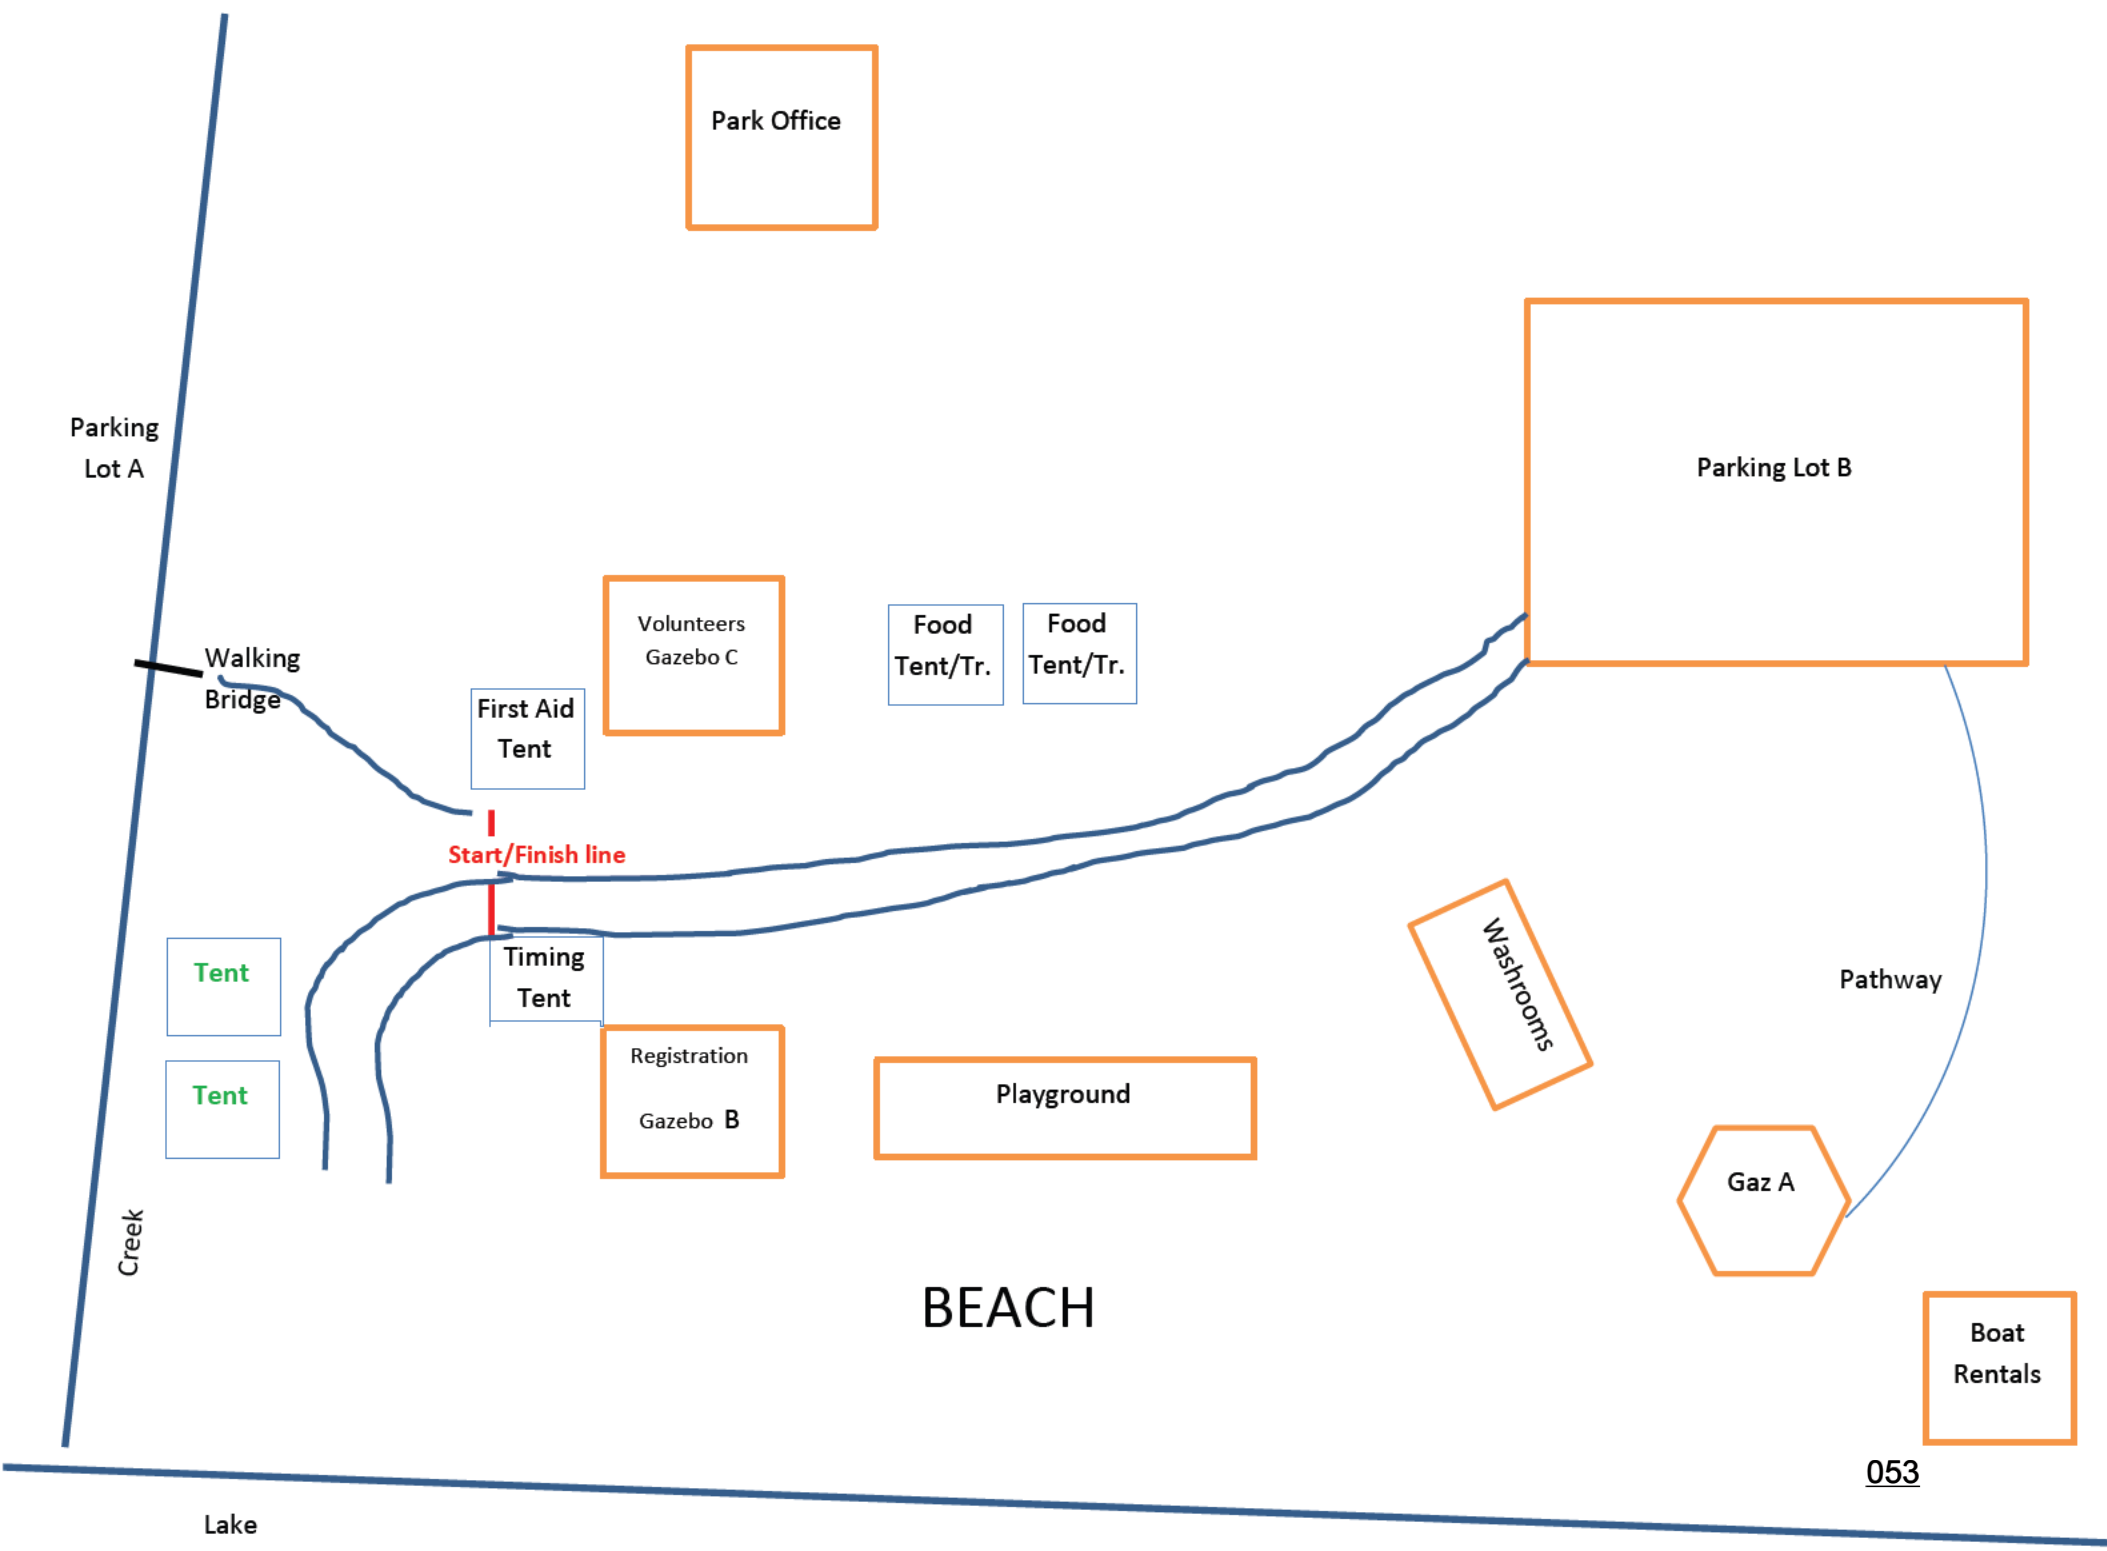 Park Office
Parking
Lot A
Parking Lot B
Volunteers
Gazebo C
Food
Tent/Tr.
Food
Tent/Tr.
Walking
Bridge
First Aid
Tent
Start/Finish line
Timing
Tent
Tent
Tent
Washrooms
Pathway
Registration
Gazebo B
Playground
Gaz A
Creek
BEACH
Boat
Rentals
053
Lake